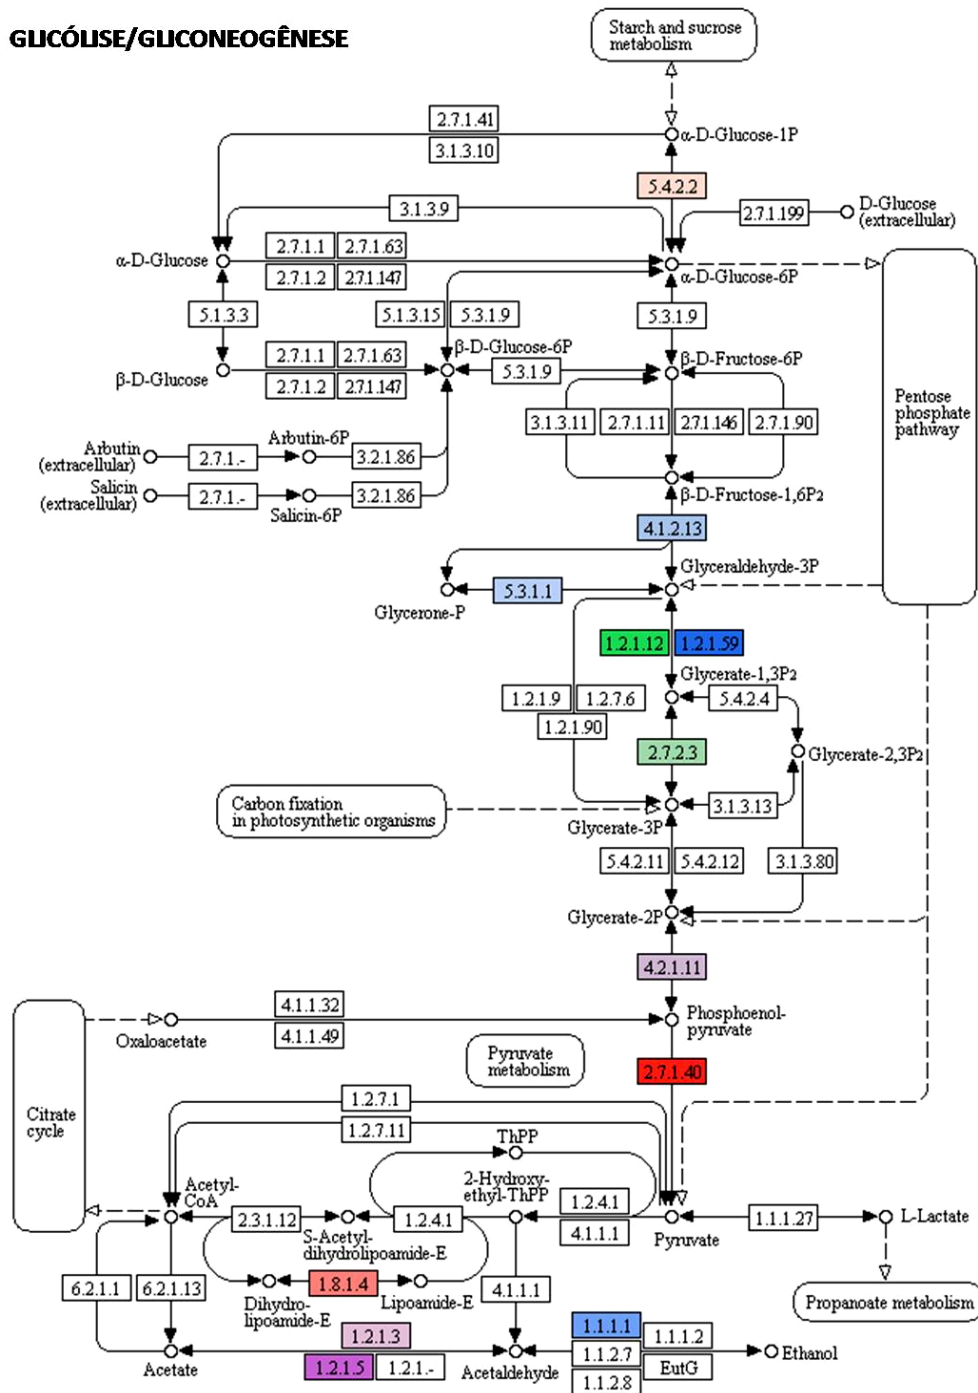 GLICÓLISE/GLICONEOGÊNESE
Starch and sucrose
metabolism
2.7.1.41
3.1.3.10
α-D-Glucose-1P
5.4.2.2
3.1.3.9
2.7.1.199
D-Glucose
(extracellular)
α-D-Glucose
2.7.1.1
2.7.1.63
2.7.1.2
2.7.1.147
α-D-Glucose-6P
5.1.3.3
5.1.3.15
5.3.1.9
5.3.1.9
β-D-Glucose
2.7.1.1
2.7.1.63
2.7.1.2
2.7.1.147
β-D-Glucose-6P
5.3.1.9
β-D-Fructose-6P
Pentose
phosphate
pathway
3.1.3.11
2.7.1.11
2.7.1.146
2.7.1.90
Arbutin
(extracellular)
2.7.1.-
Arbutin-6P
3.2.1.86
Salicin
(extracellular)
2.7.1.-
Salicin-6P
3.2.1.86
β-D-Fructose-1,6P2
4.1.2.13
Glyceraldehyde-3P
Glycerone-P
5.3.1.1
1.2.1.12
1.2.1.59
Glycerate-1,3P2
1.2.1.9
1.2.7.6
1.2.1.90
5.4.2.4
2.7.2.3
Glycerate-2,3P2
Carbon fixation
in photosynthetic organisms
Glycerate-3P
3.1.3.13
5.4.2.11
5.4.2.12
3.1.3.80
Glycerate-2P
4.2.1.11
Oxaloacetate
4.1.1.32
4.1.1.49
Phosphoenol-
pyruvate
Pyruvate
metabolism
2.7.1.40
Citrate
cycle
1.2.7.1
1.2.7.11
ThPP
Acetyl-
CoA
2-Hydroxy-
ethyl-ThPP
2.3.1.12
S-Acetyl-
dihydrolipoamide-E
1.2.4.1
1.2.4.1
4.1.1.1
Pyruvate
1.1.1.27
L-Lactate
6.2.1.1
6.2.1.13
Dihydro-
lipoamide-E
1.8.1.4
Lipoamide-E
4.1.1.1
Propanoate metabolism
Acetate
1.2.1.3
1.2.1.5
1.2.1.-
Acetaldehyde
1.1.1.1
1.1.2.7
1.1.2.8
1.1.1.2
EutG
Ethanol